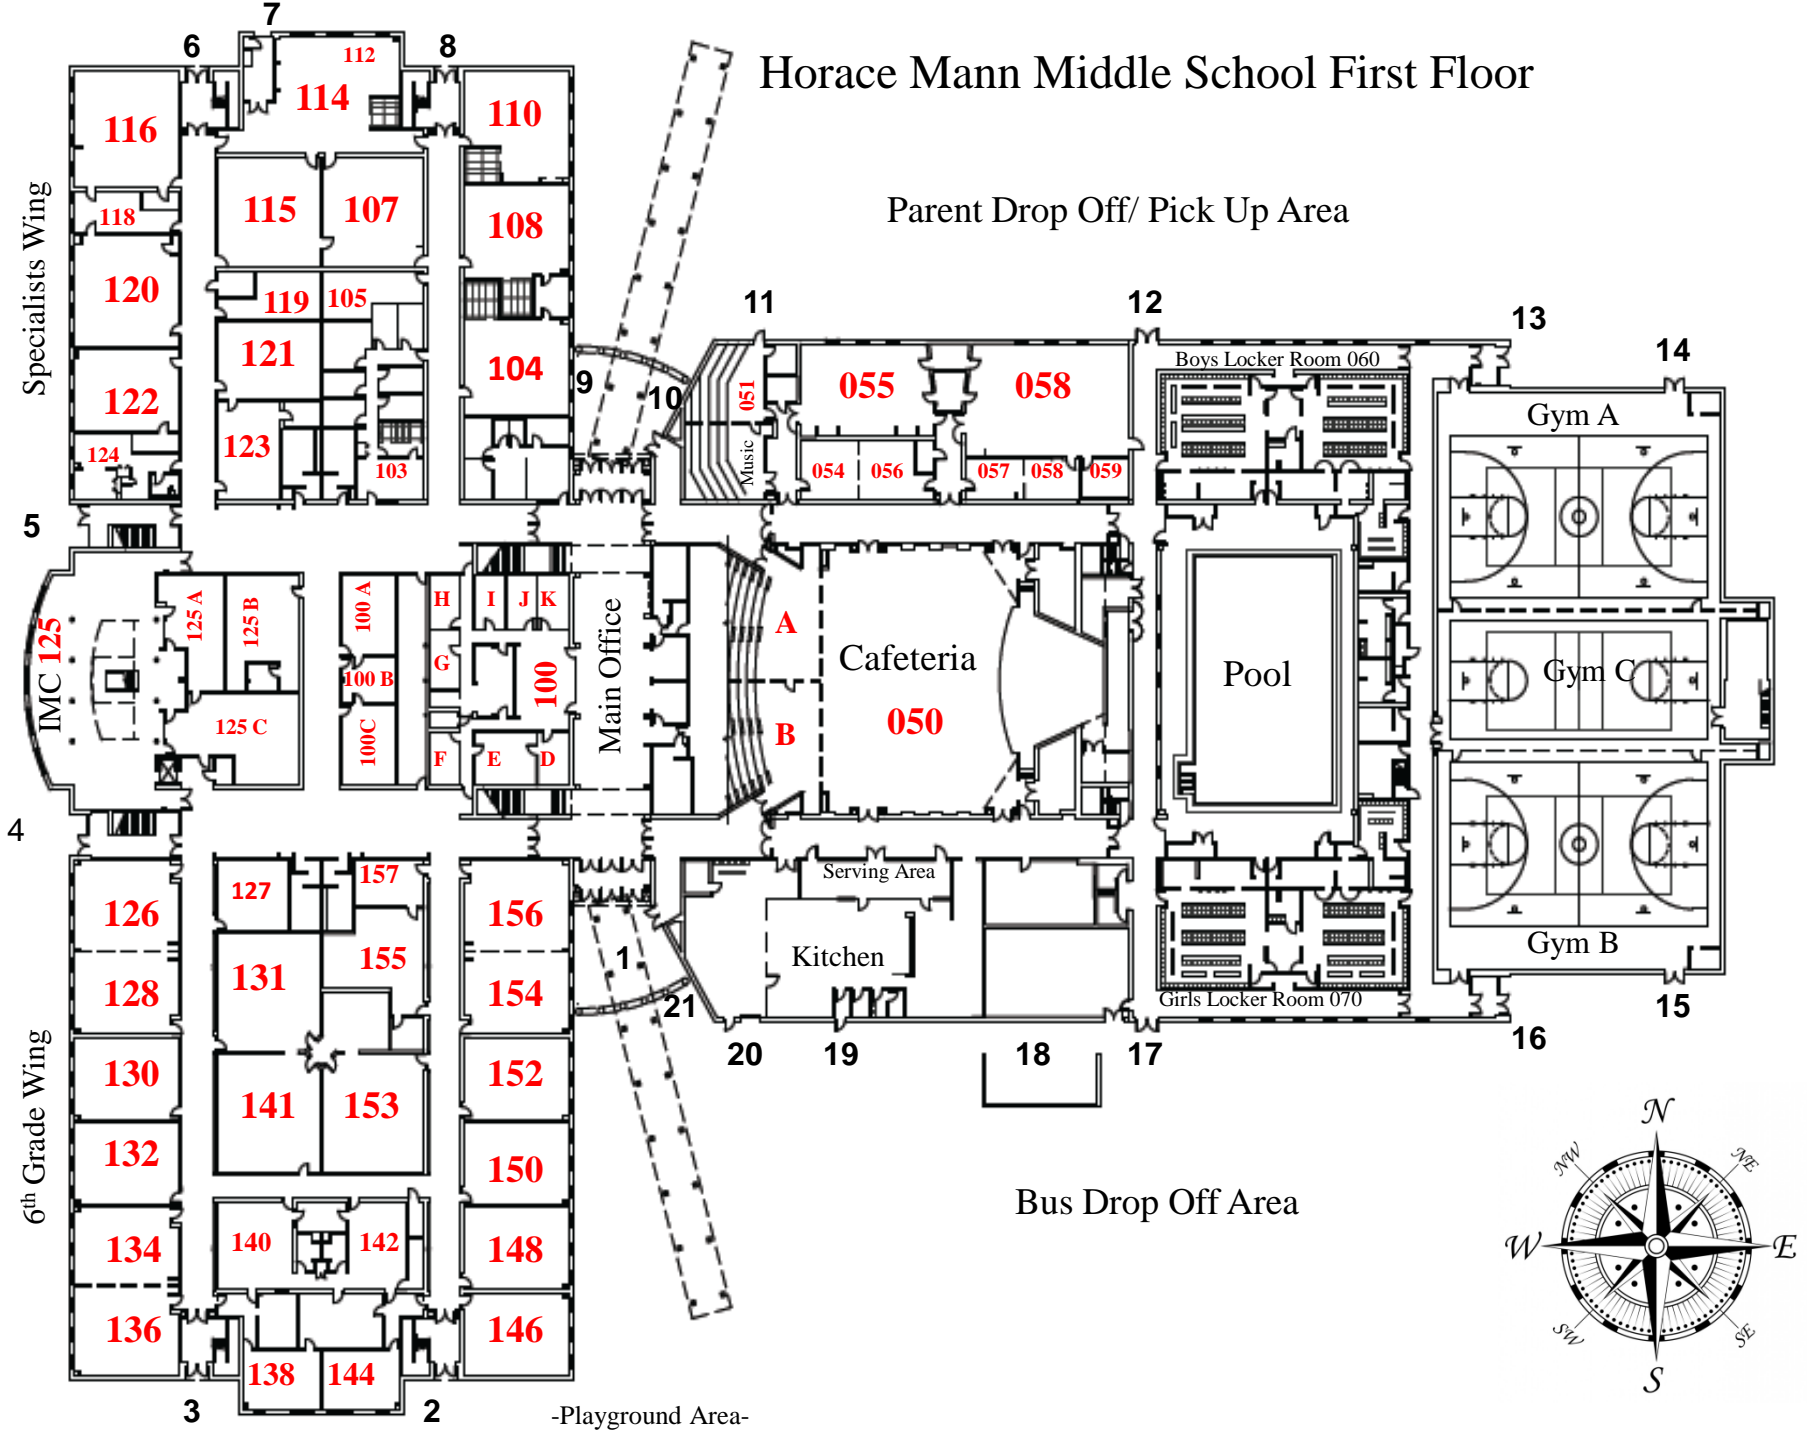 Horace Mann Middle School First Floor
Parent Drop Off/ Pick Up Area
Specialists Wing
6th Grade Wing
7
6
8
112
114
116
110
118
115
107
108
120
119
105
121
104
122
123
124
103
9
10
11
12
13
14
051
Music
055
058
054
056
057
058
059
Boys Locker Room 060
Gym A
5
IMC 125
125 A
125 B
125 C
100 A
100 B
100C
H
I
J
K
G
F
E
D
100
Main Office
A
B
Cafeteria
050
Pool
Gym C
4
127
157
126
156
131
155
128
154
1
21
Serving Area
Kitchen
Girls Locker Room 070
Gym B
15
16
20
19
18
17
130
152
141
153
132
150
140
142
134
148
136
146
138
144
3
2
Bus Drop Off Area
-Playground Area-
N
NW
NE
W
E
SW
SE
S